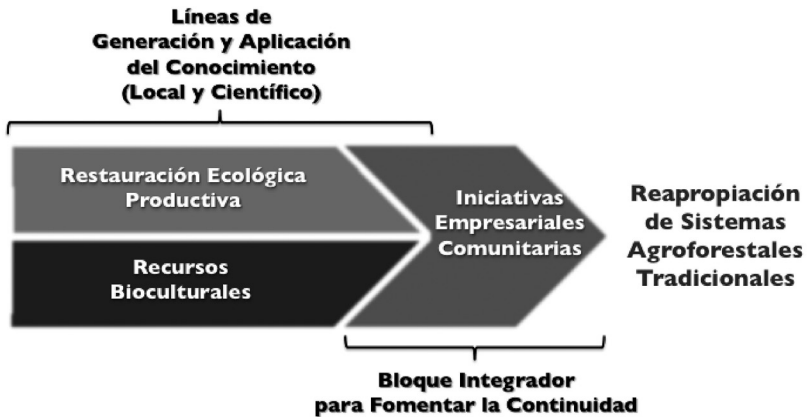 Líneas de
Generación y Aplicación
del Conocimiento
(Local y Científico)
Restauración Ecológica
Productiva
Recursos
Bioculturales
Iniciativas
Empresariales
Comunitarias
Reapropiación
de Sistemas
Agroforestales
Tradicionales
Bloque Integrador
para Fomentar la Continuidad